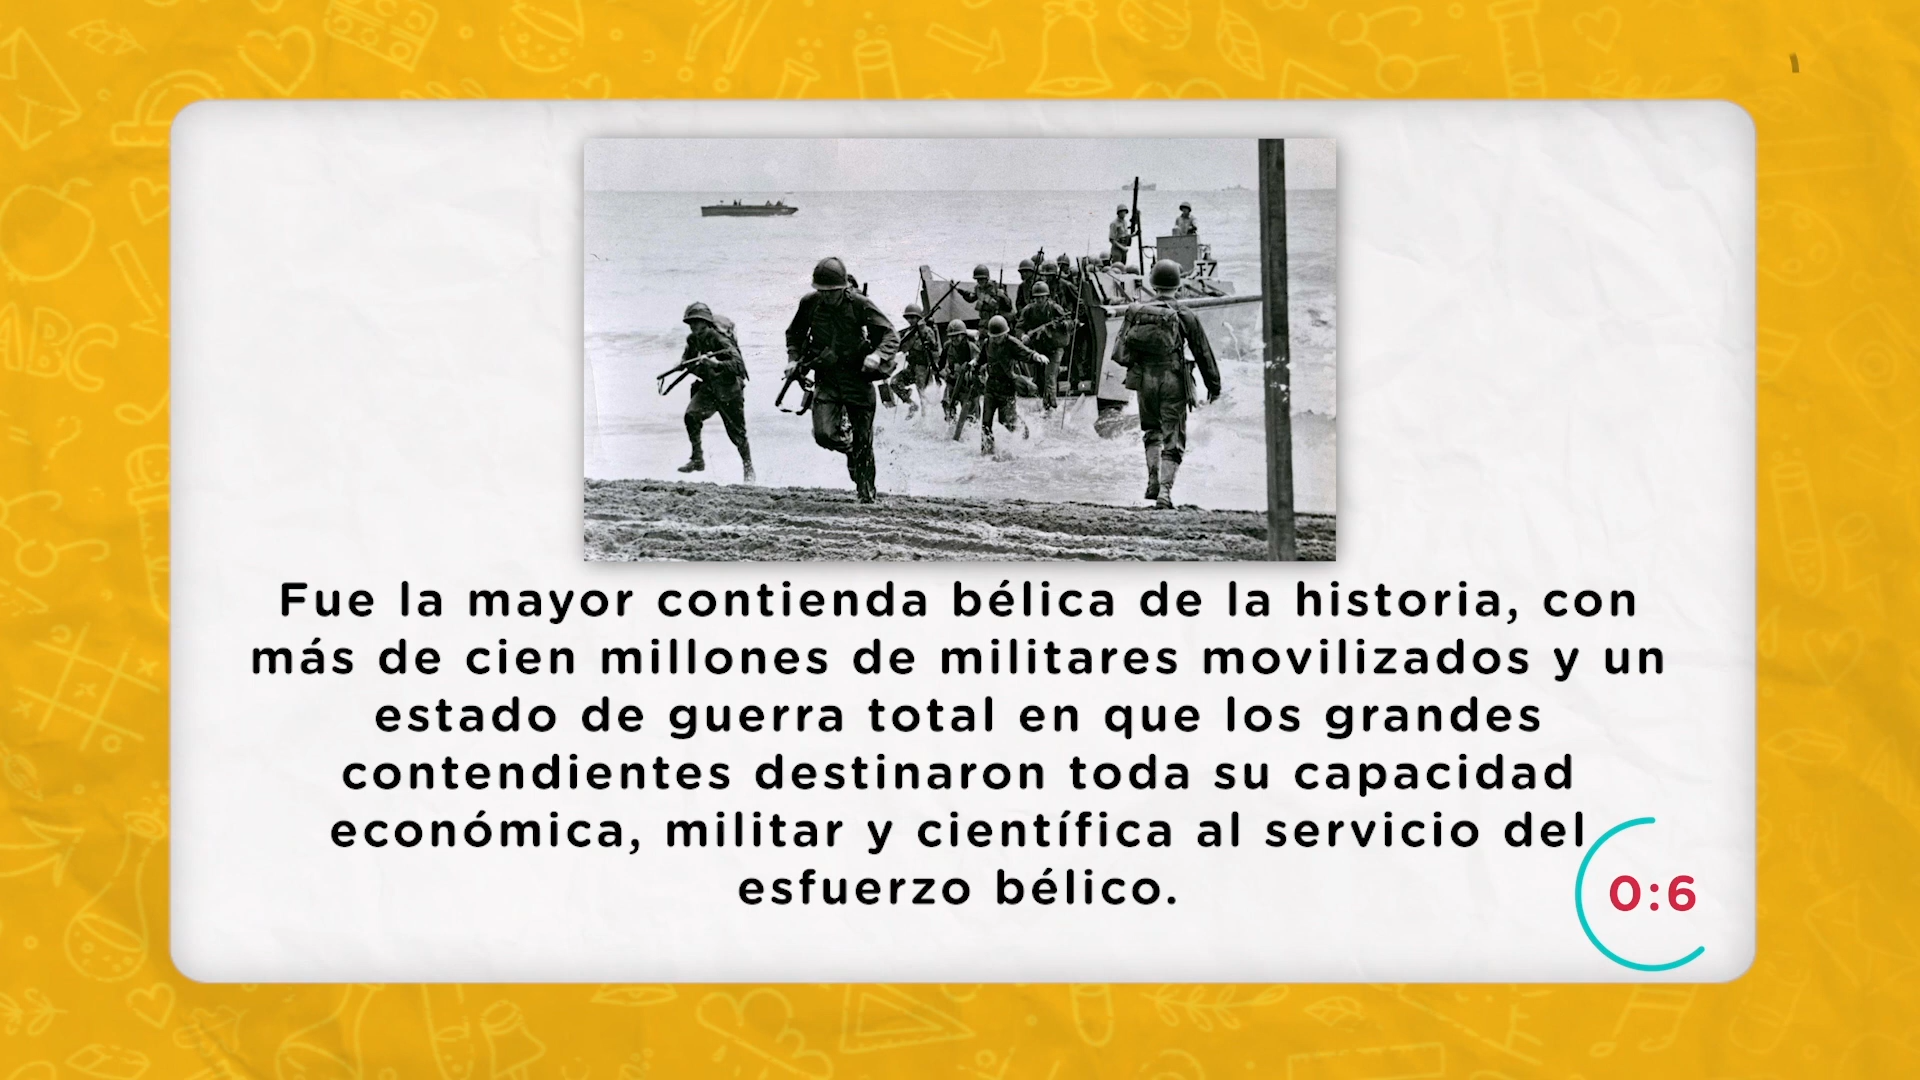 17
Fue la mayor contienda bélica de la historia, con
más de cien millones de militares movilizados y un
estado de guerra total en que los grandes
contendientes destinaron toda su capacidad
económica, militar y científica al servicio del
esfuerzo bélico.
0:6
ABC